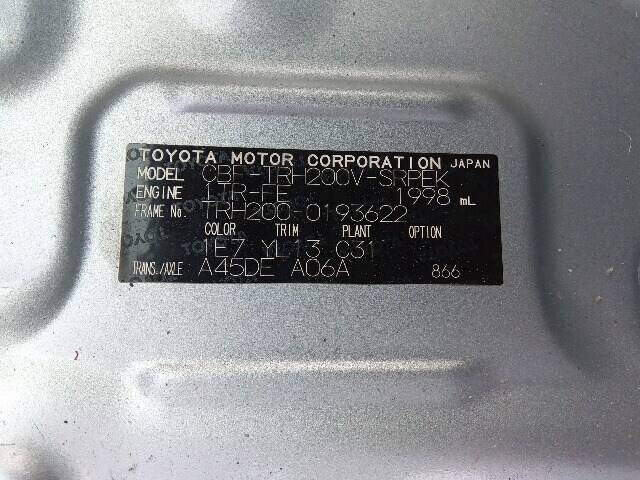 TOYOTA MOTOR CORPORATION JAPAN
MODEL CBF-TRH200V-SRPEK
ENGINE 1TR-FE 1998 mL
FRAME No. TRH200-0193622
COLOR TRIM PLANT OPTION
1E7 YL13 C31
TRANS./AXLE A45DE A06A 866